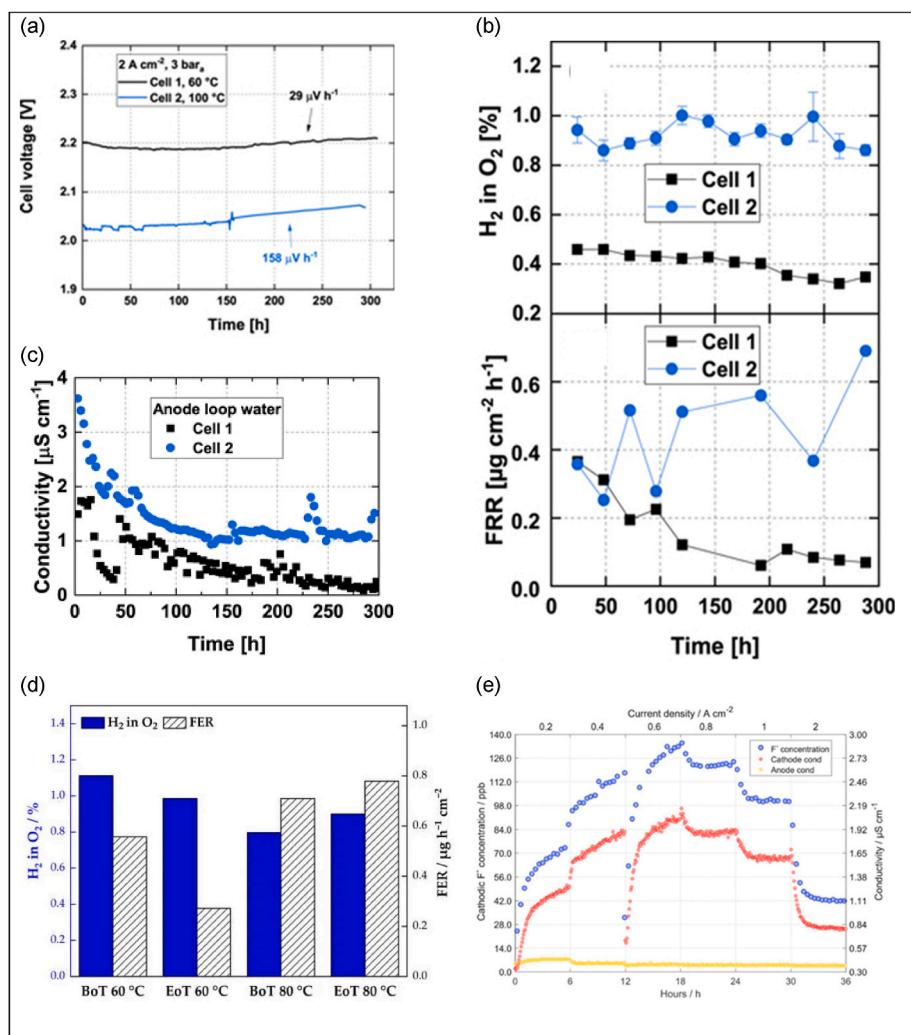 (a)
2.4
2.3
2.2
2.1
2.0
1.9
Cell voltage [V]
2 A cm⁻², 3 barₐ
Cell 1, 60 °C
Cell 2, 100 °C
29 µV h⁻¹
158 µV h⁻¹
0 50 100 150 200 250 300
Time [h]
(b)
1.2
1.0
0.8
0.6
0.4
0.2
H₂ in O₂ [%]
Cell 1
Cell 2
0.6
0.4
0.2
0.0
FRR [µg cm⁻² h⁻¹]
Cell 1
Cell 2
0 50 100 150 200 250 300
Time [h]
(c)
4
3
2
1
0
Conductivity [µS cm⁻¹]
Anode loop water
Cell 1
Cell 2
0 50 100 150 200 250 300
Time [h]
(d)
H₂ in O₂ FER
1.4
1.2
1.0
0.8
0.6
0.4
0.2
0.0
H₂ in O₂ / %
1.0
0.8
0.6
0.4
0.2
0.0
FER / µg h⁻¹ cm⁻²
BoT 60 °C EoT 60 °C BoT 80 °C EoT 80 °C
(e)
Current density / A cm⁻²
0.2 0.4 0.6 0.8 1 2
140.0
126.0
112.0
98.0
84.0
70.0
56.0
42.0
28.0
14.0
0.0
Cathodic F⁻ concentration / ppb
F⁻ concentration
Cathode cond
Anode cond
3.00
2.73
2.46
2.19
1.92
1.65
1.38
1.11
0.84
0.57
0.30
Conductivity / µS cm⁻¹
0 6 12 18 24 30 36
Hours / h